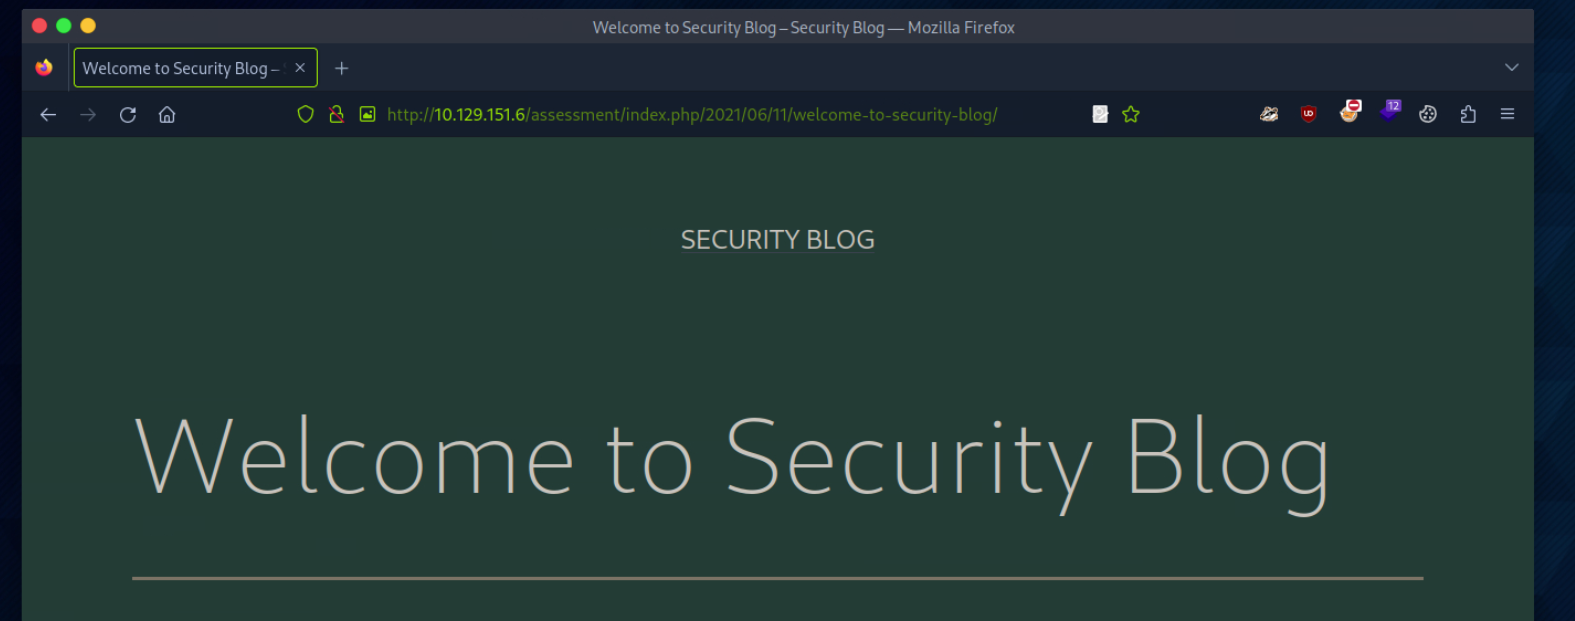 Welcome to Security Blog – Security Blog — Mozilla Firefox
Welcome to Security Blog –
http://10.129.151.6/assessment/index.php/2021/06/11/welcome-to-security-blog/
12
SECURITY BLOG
Welcome to Security Blog